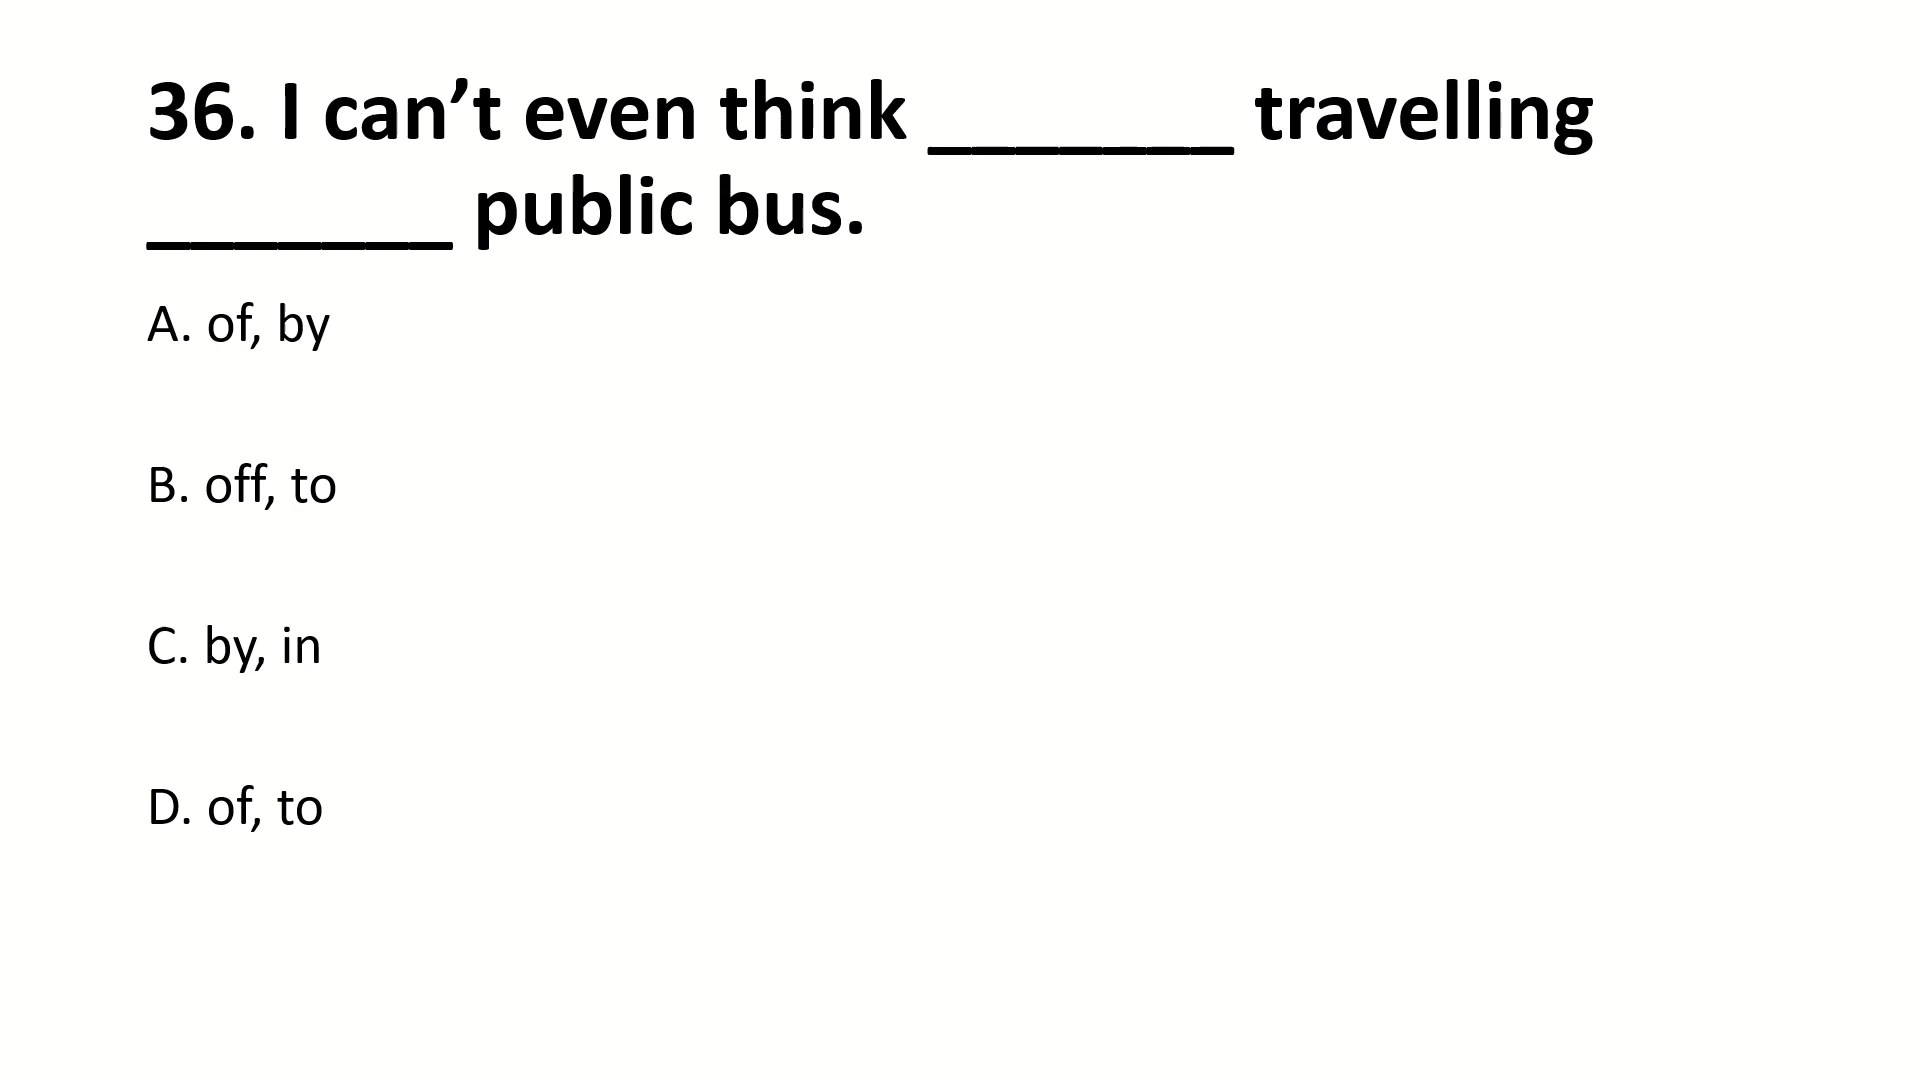 36. I can’t even think _______ travelling
_______ public bus.
A. of, by
B. off, to
C. by, in
D. of, to